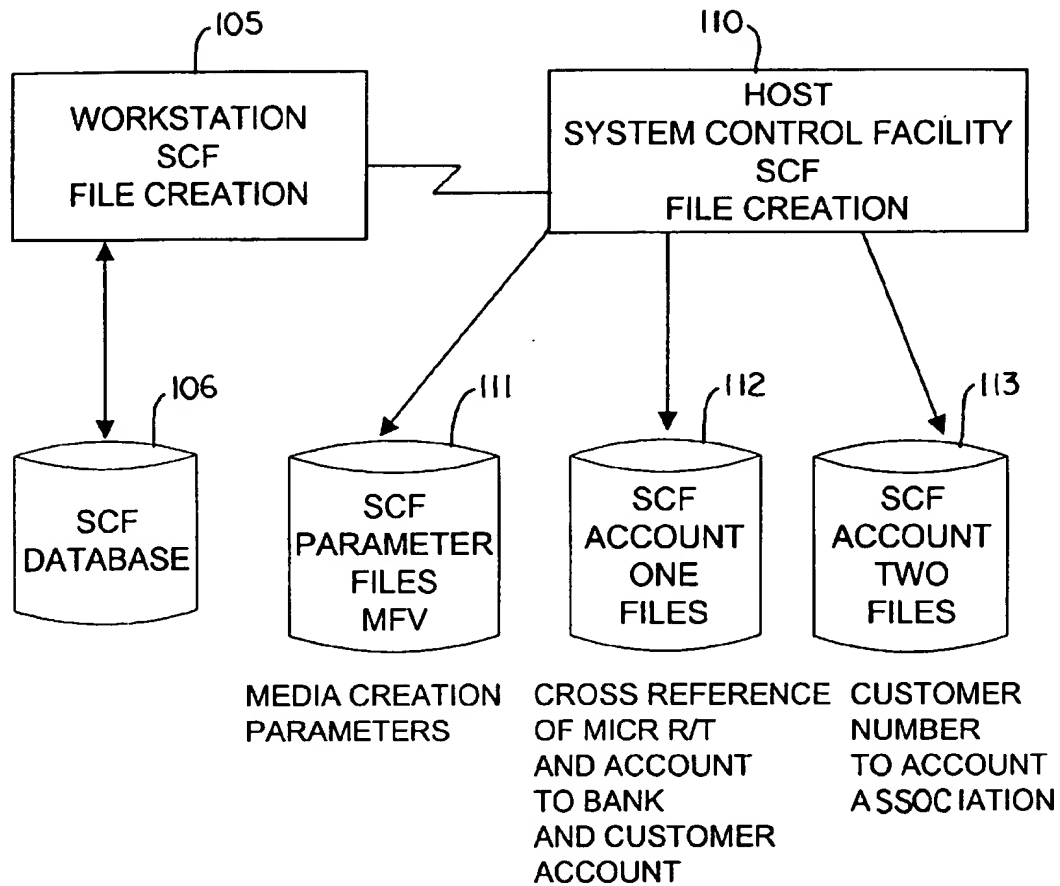 105
WORKSTATION
SCF
FILE CREATION
110
HOST
SYSTEM CONTROL FACILITY
SCF
FILE CREATION
106
SCF
DATABASE
111
SCF
PARAMETER
FILES
MFV
112
SCF
ACCOUNT
ONE
FILES
113
SCF
ACCOUNT
TWO
FILES
MEDIA CREATION
PARAMETERS
CROSS REFERENCE
OF MICR R/T
AND ACCOUNT
TO BANK
AND CUSTOMER
ACCOUNT
CUSTOMER
NUMBER
TO ACCOUNT
ASSOCIATION